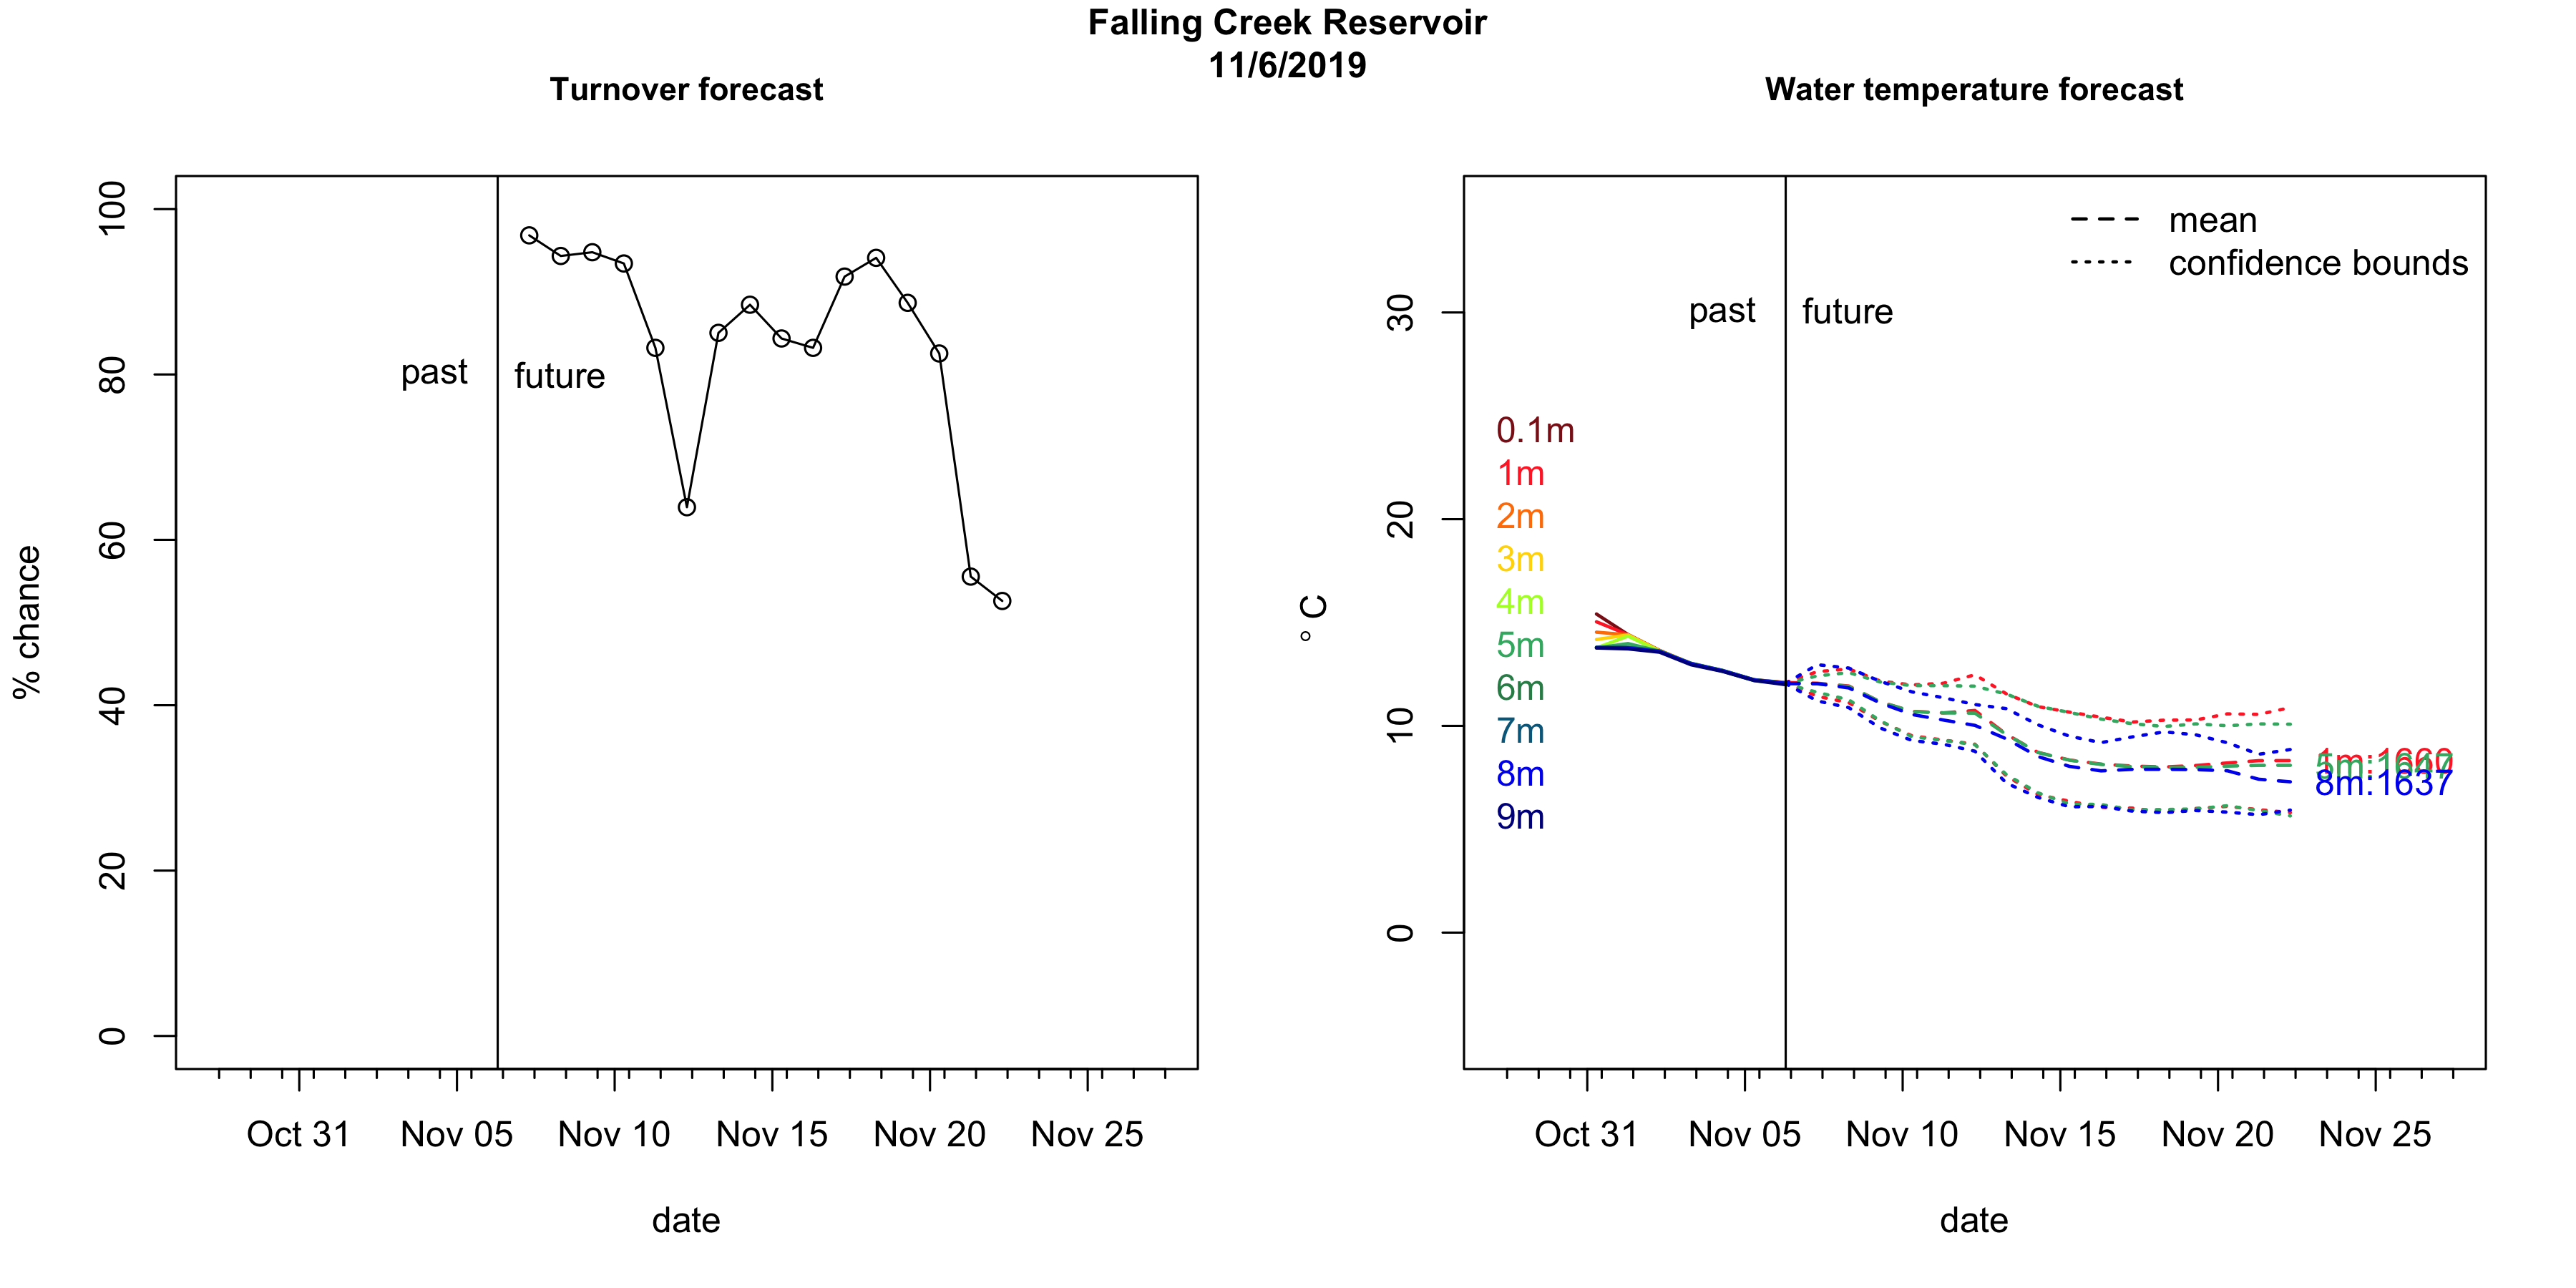 Falling Creek Reservoir
11/6/2019
Turnover forecast
% chance
100
80
60
40
20
0
past
future
Oct 31
Nov 05
Nov 10
Nov 15
Nov 20
Nov 25
date
Water temperature forecast
° C
30
20
10
0
mean
confidence bounds
past
future
0.1m
1m
2m
3m
4m
5m
6m
7m
8m
9m
8m:1637
Oct 31
Nov 05
Nov 10
Nov 15
Nov 20
Nov 25
date